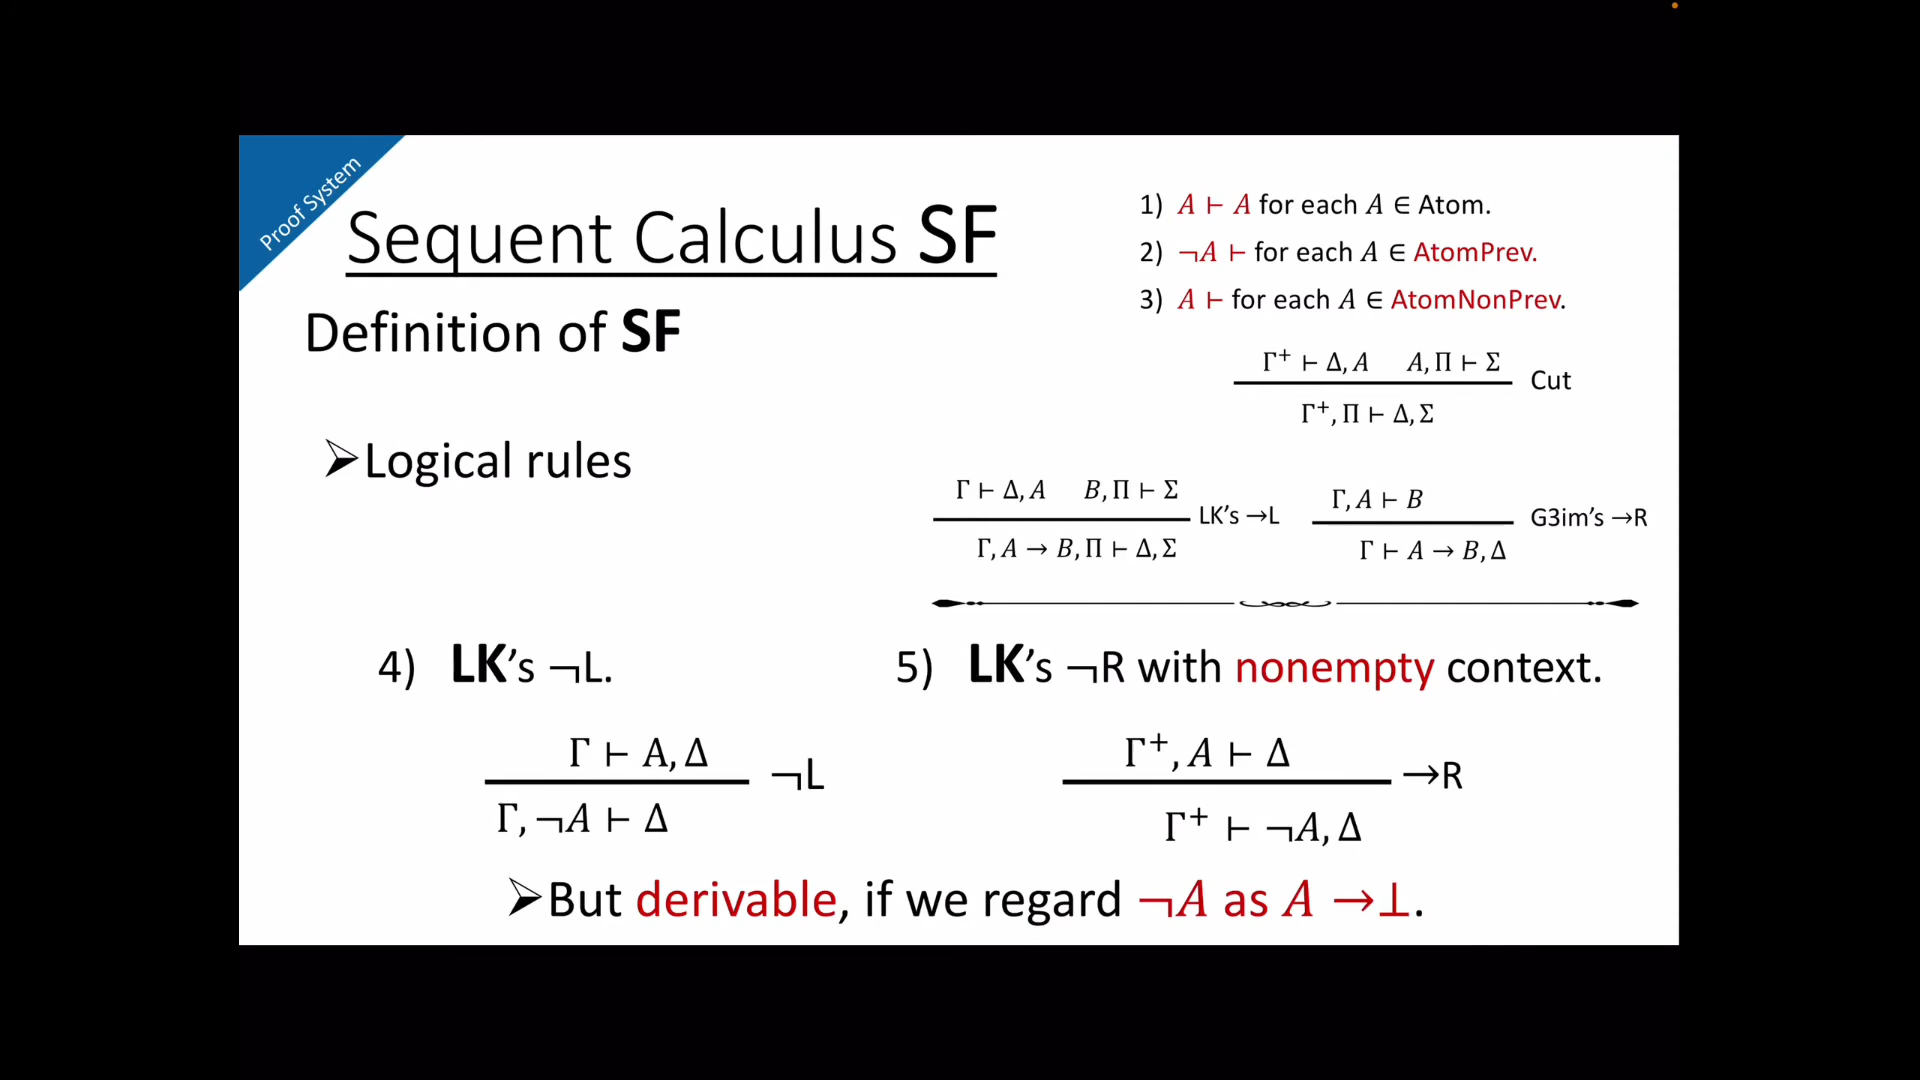 Proof System
Sequent Calculus SF
Definition of SF
1) A ⊢ A for each A ∈ Atom.
2) ¬A ⊢ for each A ∈ AtomPrev.
3) A ⊢ for each A ∈ AtomNonPrev.
Γ⁺ ⊢ Δ, A A, Π ⊢ Σ
Cut
Γ⁺, Π ⊢ Δ, Σ
➢Logical rules
Γ ⊢ Δ, A B, Π ⊢ Σ
LK’s →L
Γ, A → B, Π ⊢ Δ, Σ
Γ, A ⊢ B
G3im’s →R
Γ ⊢ A → B, Δ
4) LK’s ¬L.
Γ ⊢ A, Δ
¬L
Γ, ¬A ⊢ Δ
5) LK’s ¬R with nonempty context.
Γ⁺, A ⊢ Δ
→R
Γ⁺ ⊢ ¬A, Δ
➢But derivable, if we regard ¬A as A →⊥.